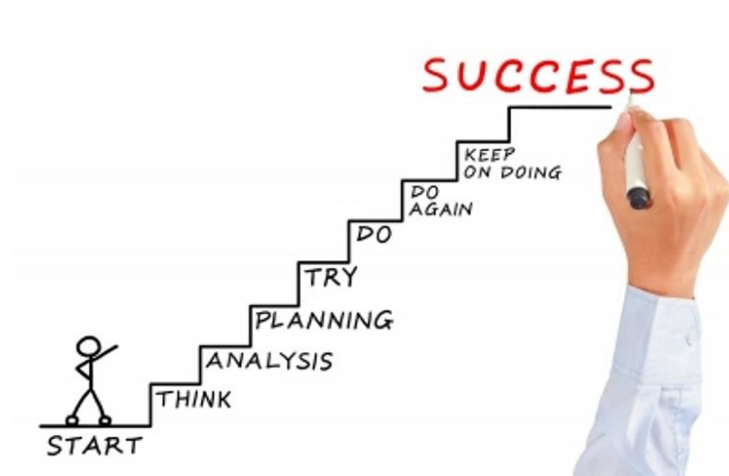 SUCCESS
KEEP
ON DOING
DO
AGAIN
DO
TRY
PLANNING
ANALYSIS
THINK
START